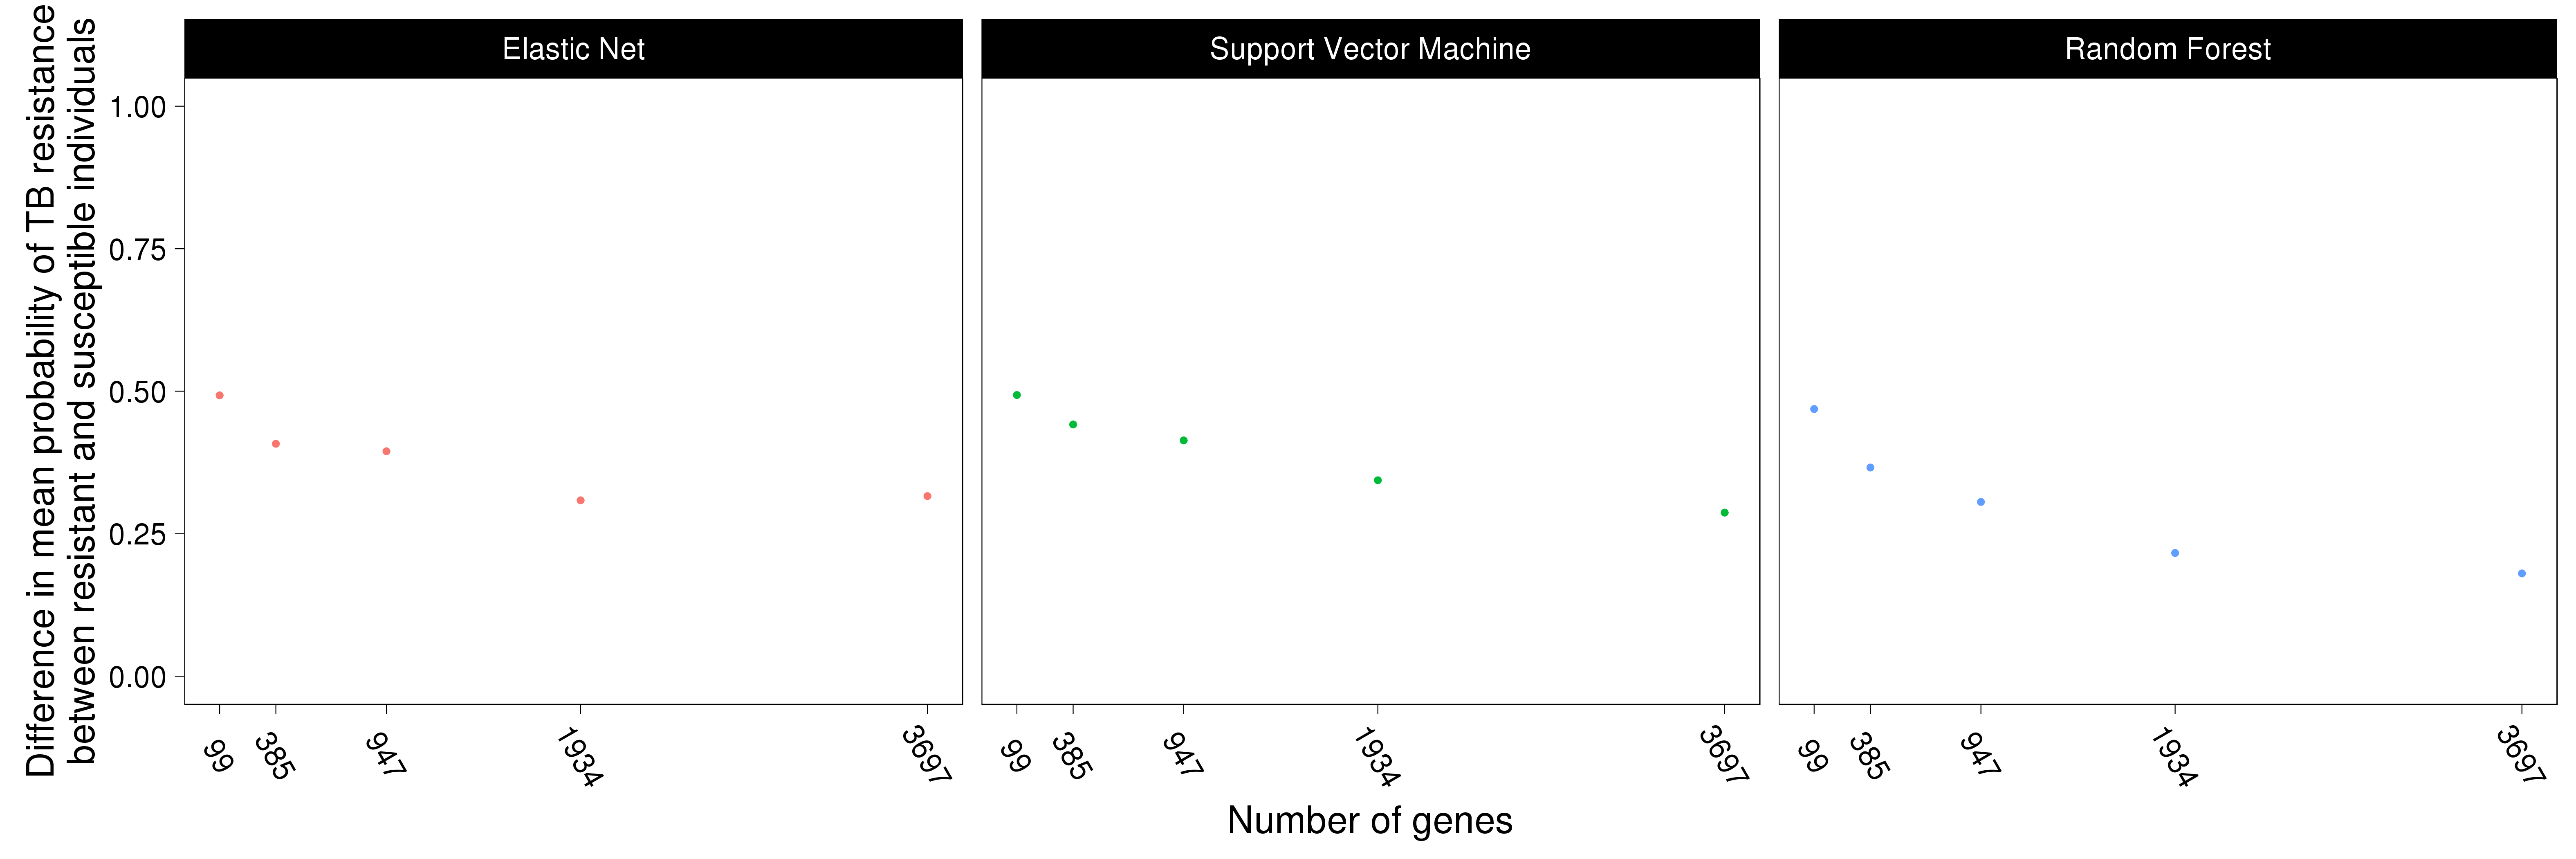 Difference in mean probability of TB resistance
between resistant and susceptible individuals
Elastic Net
Support Vector Machine
Random Forest
1.00
0.75
0.50
0.25
0.00
99 385 947 1934 3697
99 385 947 1934 3697
99 385 947 1934 3697
Number of genes